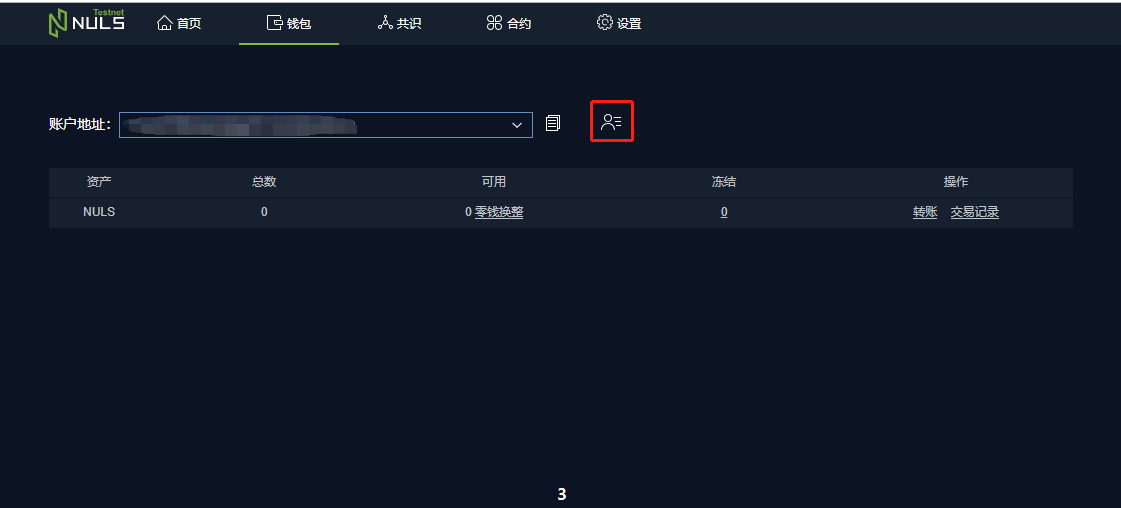 Testnet
NULS 首页 钱包 共识 合约 设置
账户地址：
资产 总数 可用 冻结 操作
NULS 0 0 零钱换整 0 转账 交易记录
3